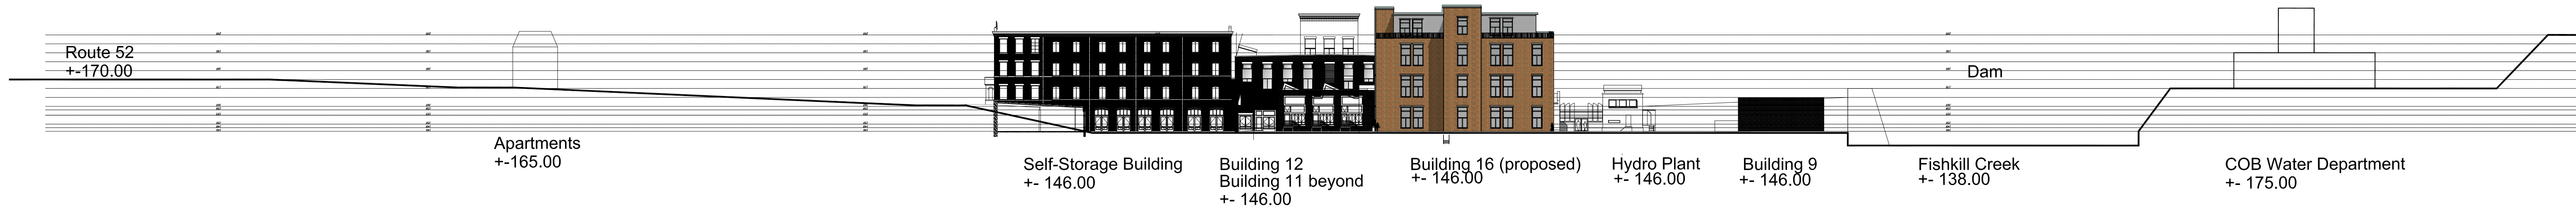 Route 52
+-170.00
Apartments
+-165.00
Self-Storage Building
+- 146.00
Building 12
Building 11 beyond
+- 146.00
Building 16 (proposed)
+- 146.00
Hydro Plant
+- 146.00
Building 9
+- 146.00
Dam
Fishkill Creek
+- 138.00
COB Water Department
+- 175.00